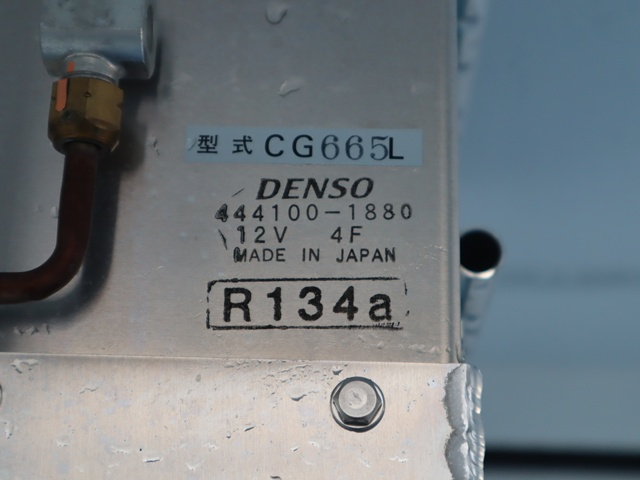 型式 CG665L
DENSO
444100-1880
12V 4F
MADE IN JAPAN
R134a